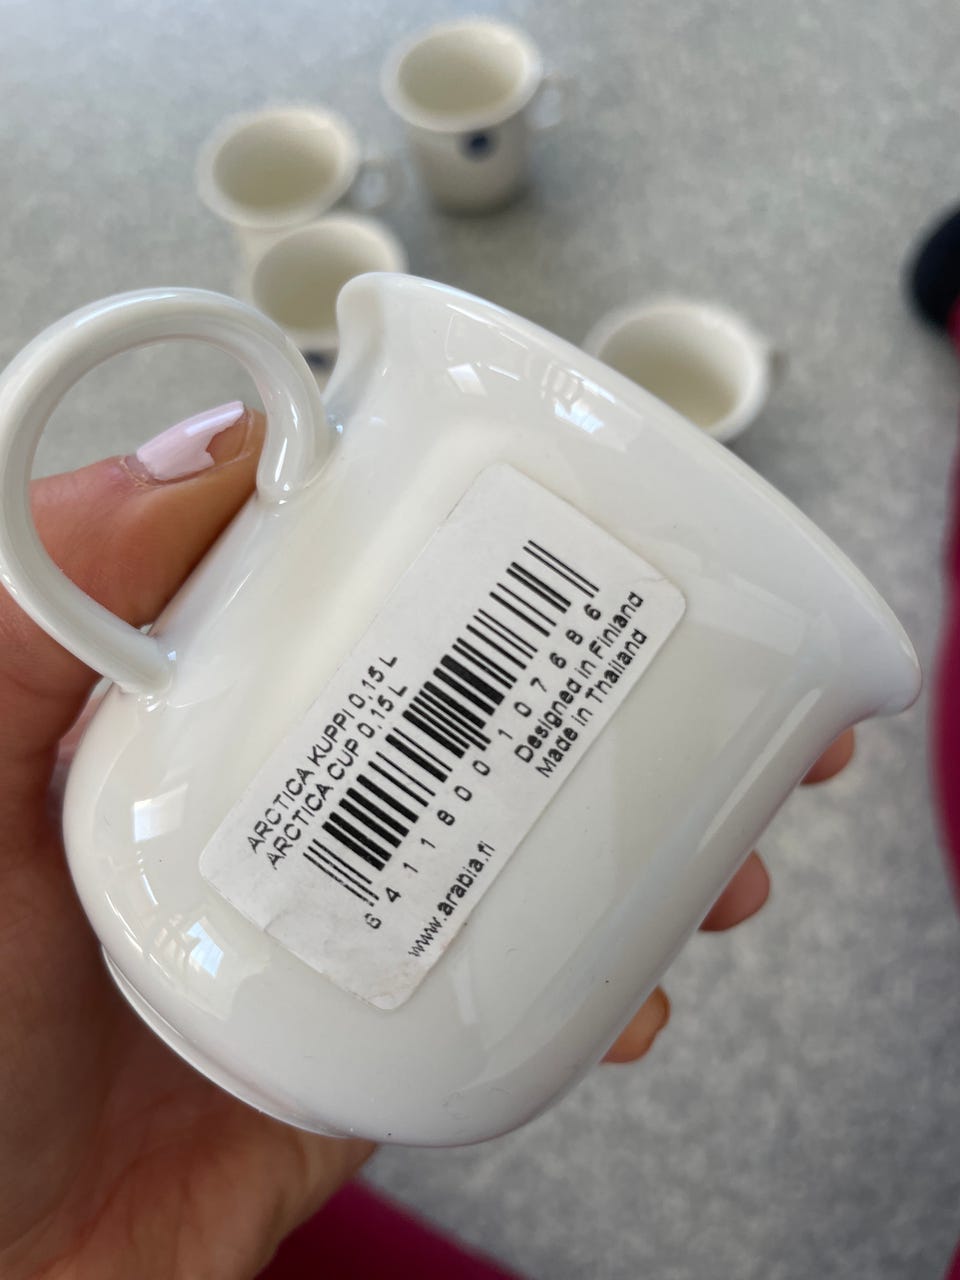 ARCTICA KUPPI 0,15 L
ARCTICA CUP 0,15 L
6 411800 107686
www.arabia.fi
Designed in Finland
Made in Thailand